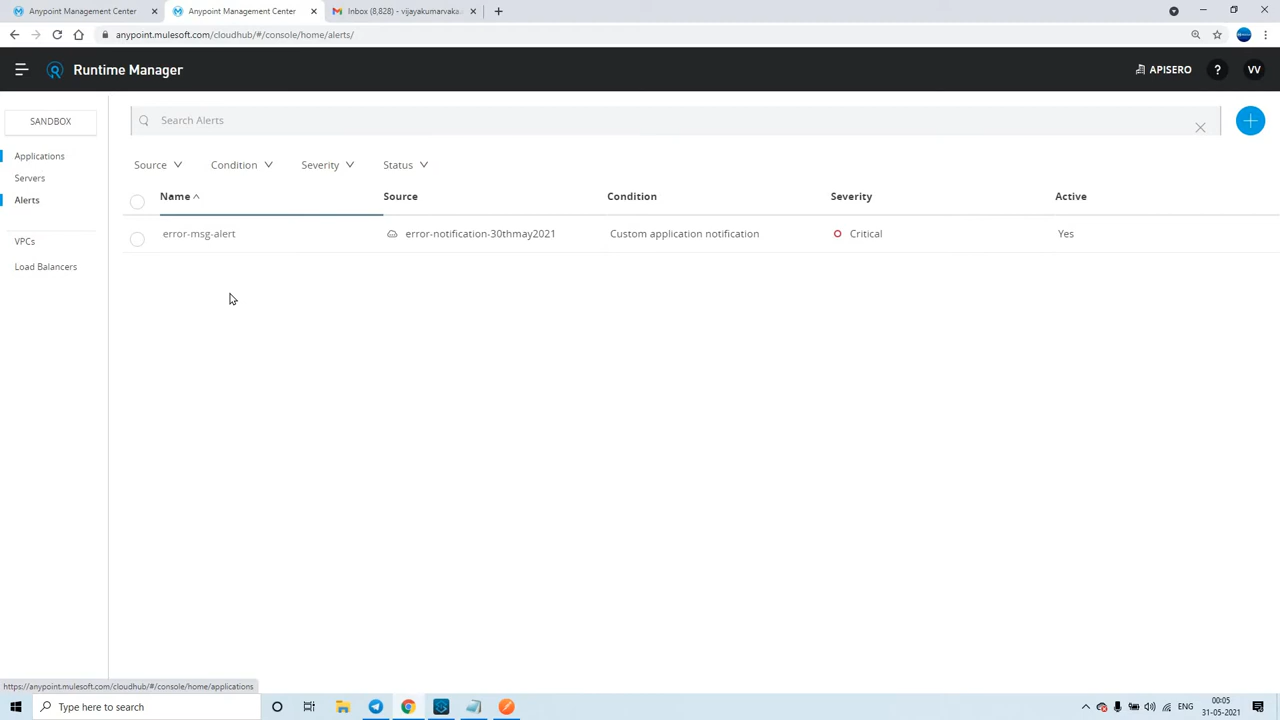 Anypoint Management Center
Anypoint Management Center
Inbox (8,828) - vijayakumarvaka
anypoint.mulesoft.com/cloudhub/#/console/home/alerts/
Runtime Manager
APISERO
?
VV
SANDBOX
Applications
Servers
Alerts
VPCs
Load Balancers
Search Alerts
Source
Condition
Severity
Status
Name
Source
Condition
Severity
Active
error-msg-alert
error-notification-30thmay2021
Custom application notification
Critical
Yes
https://anypoint.mulesoft.com/cloudhub/#/console/home/applications
Type here to search
ENG
00:05
31-05-2021